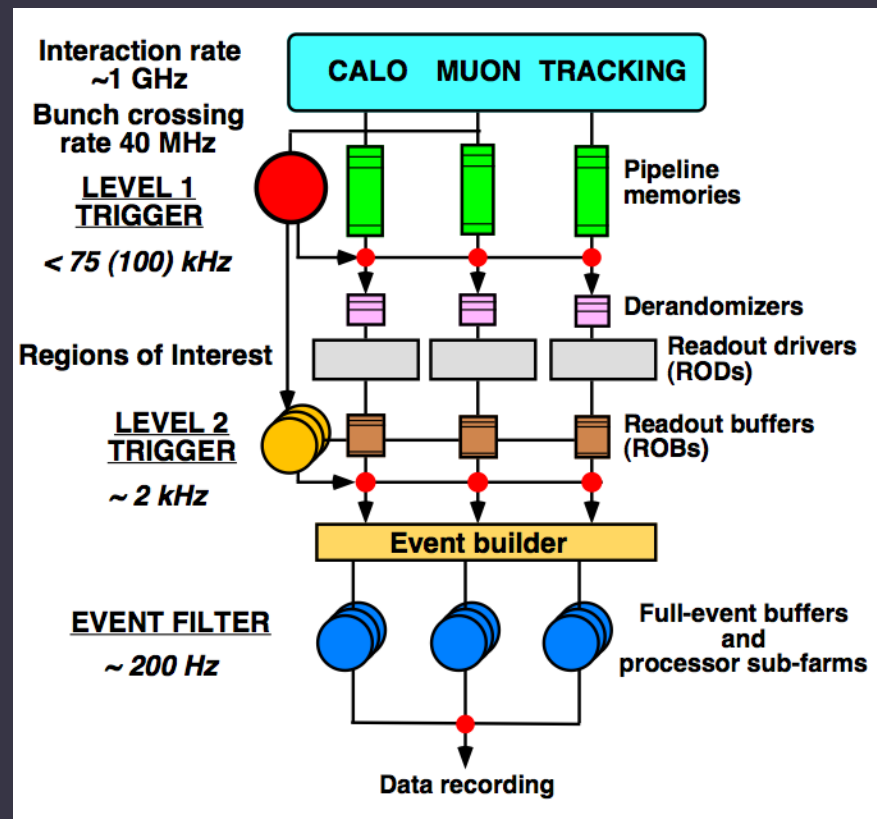 Interaction rate
~1 GHz
CALO MUON TRACKING
Bunch crossing
rate 40 MHz
LEVEL 1
TRIGGER
< 75 (100) kHz
Pipeline
memories
Derandomizers
Regions of Interest
Readout drivers
(RODs)
LEVEL 2
TRIGGER
~ 2 kHz
Readout buffers
(ROBs)
Event builder
EVENT FILTER
~ 200 Hz
Full-event buffers
and
processor sub-farms
Data recording